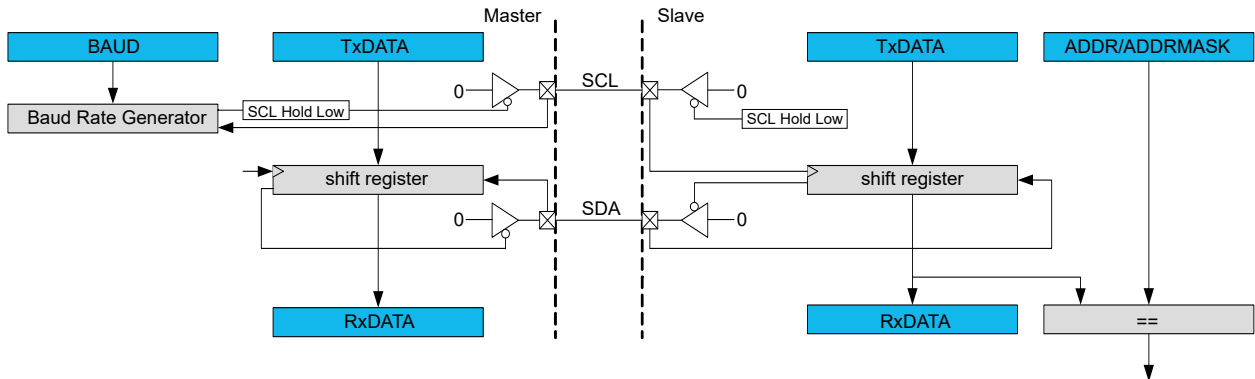 Master
Slave
BAUD
TxDATA
TxDATA
ADDR/ADDRMASK
SCL
0
0
Baud Rate Generator
SCL Hold Low
SCL Hold Low
shift register
shift register
SDA
0
0
RxDATA
RxDATA
==